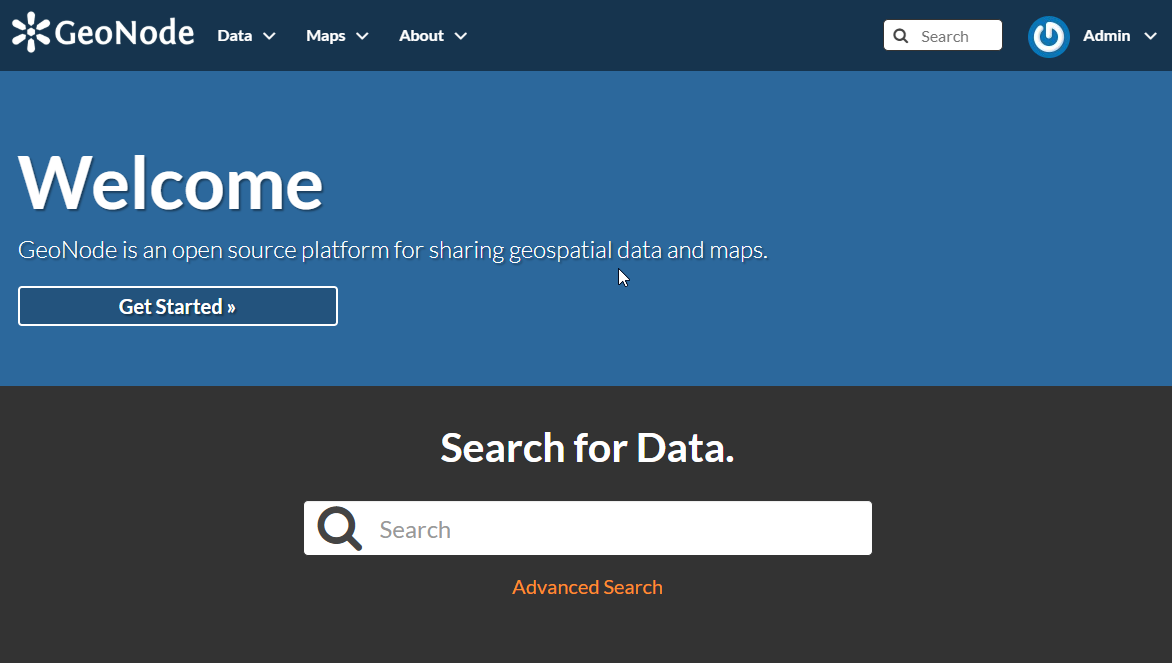 GeoNode Data Maps About Search Admin
Welcome
GeoNode is an open source platform for sharing geospatial data and maps.
Get Started »
Search for Data.
Search
Advanced Search